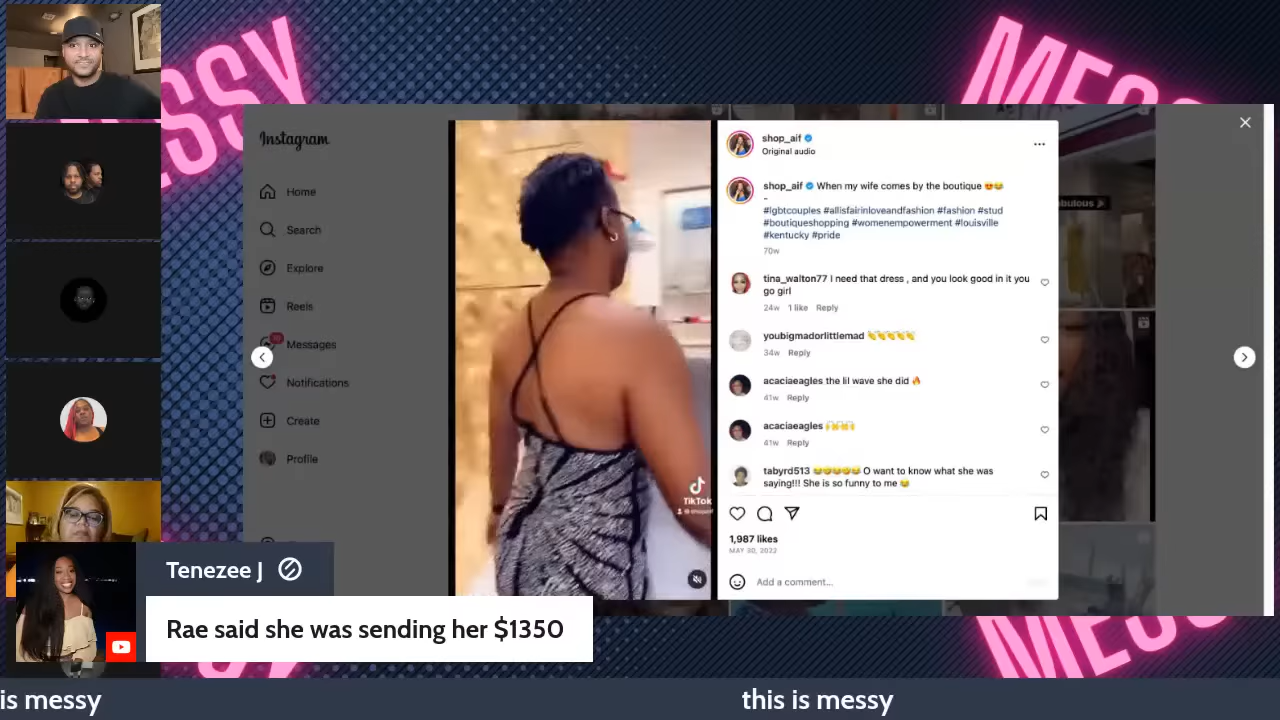 MESSY
MESSY
Instagram
Home
Search
Explore
Reels
Messages
Notifications
Create
Profile
TikTok
shop_aif
Original audio
shop_aif When my wife comes by the boutique 😍😂
-
#lgbtcouples #allisfairinloveandfashion #fashion #stud
#boutiqueshopping #womenempowerment #louisville
#kentucky #pride
70w
tina_walton77 I need that dress , and you look good in it you
go girl
24w 1 like Reply
youbigmadorlittlemad 👏👏👏👏👏
34w Reply
acaciaeagles the lil wave she did 🔥
41w Reply
acaciaeagles 🙌🙌🙌
41w Reply
tabyrd513 😂🤣🤣🤣😂 O want to know what she was
saying!!! She is so funny to me 😂
1,987 likes
MAY 30, 2022
Add a comment...
Tenezee J
Rae said she was sending her $1350
is messy
this is messy